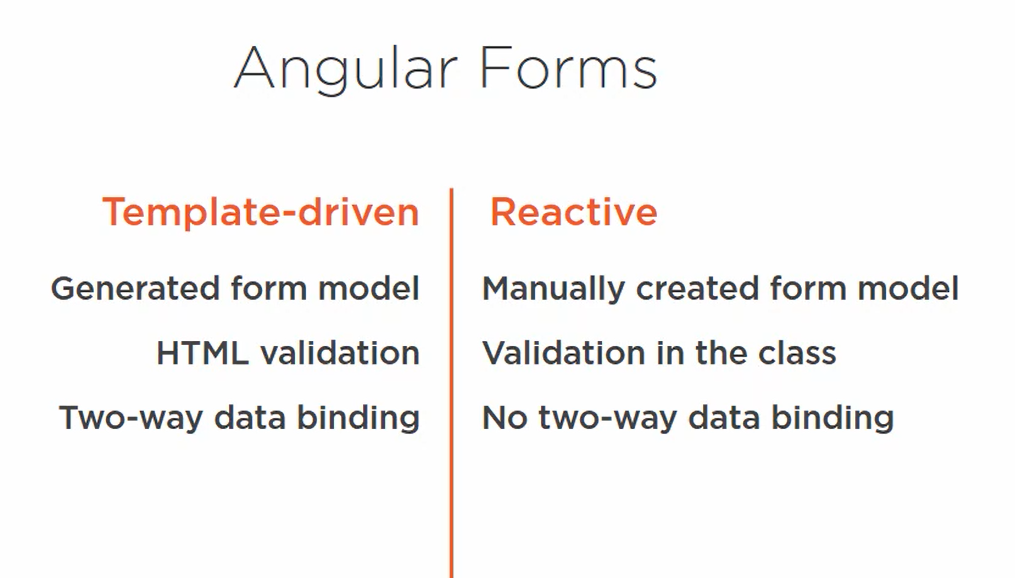 Angular Forms
Template-driven
Generated form model
HTML validation
Two-way data binding
Reactive
Manually created form model
Validation in the class
No two-way data binding